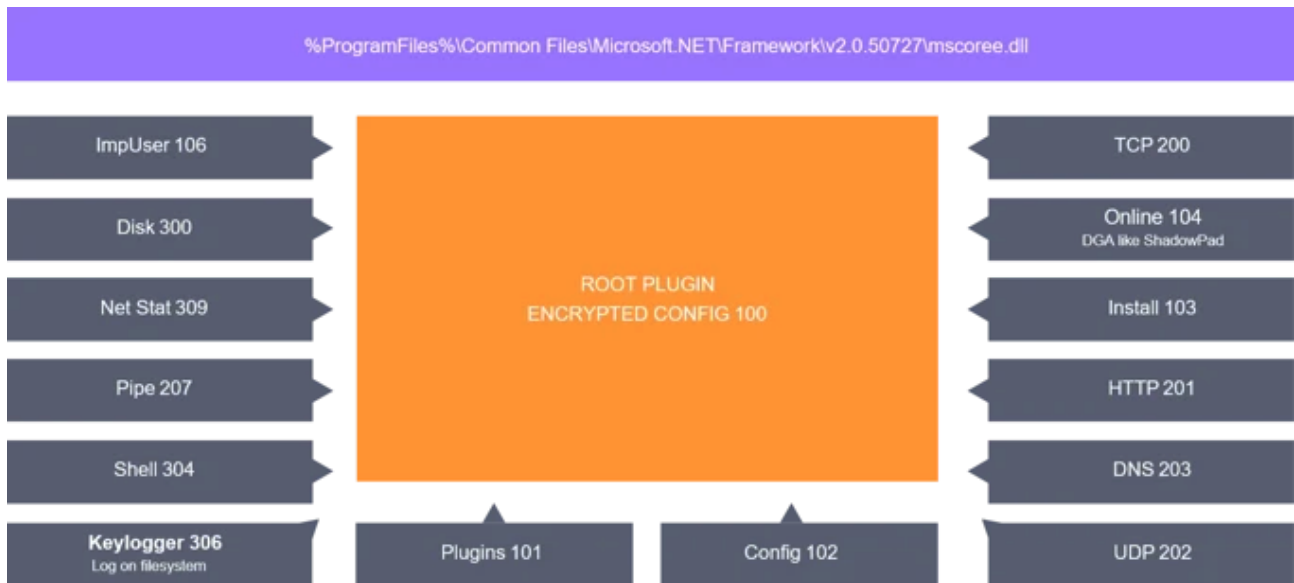 %ProgramFiles%\Common Files\Microsoft.NET\Framework\v2.0.50727\mscoree.dll
ImpUser 106
Disk 300
Net Stat 309
Pipe 207
Shell 304
Keylogger 306
Log on filesystem
ROOT PLUGIN
ENCRYPTED CONFIG 100
Plugins 101
Config 102
TCP 200
Online 104
DGA like ShadowPad
Install 103
HTTP 201
DNS 203
UDP 202